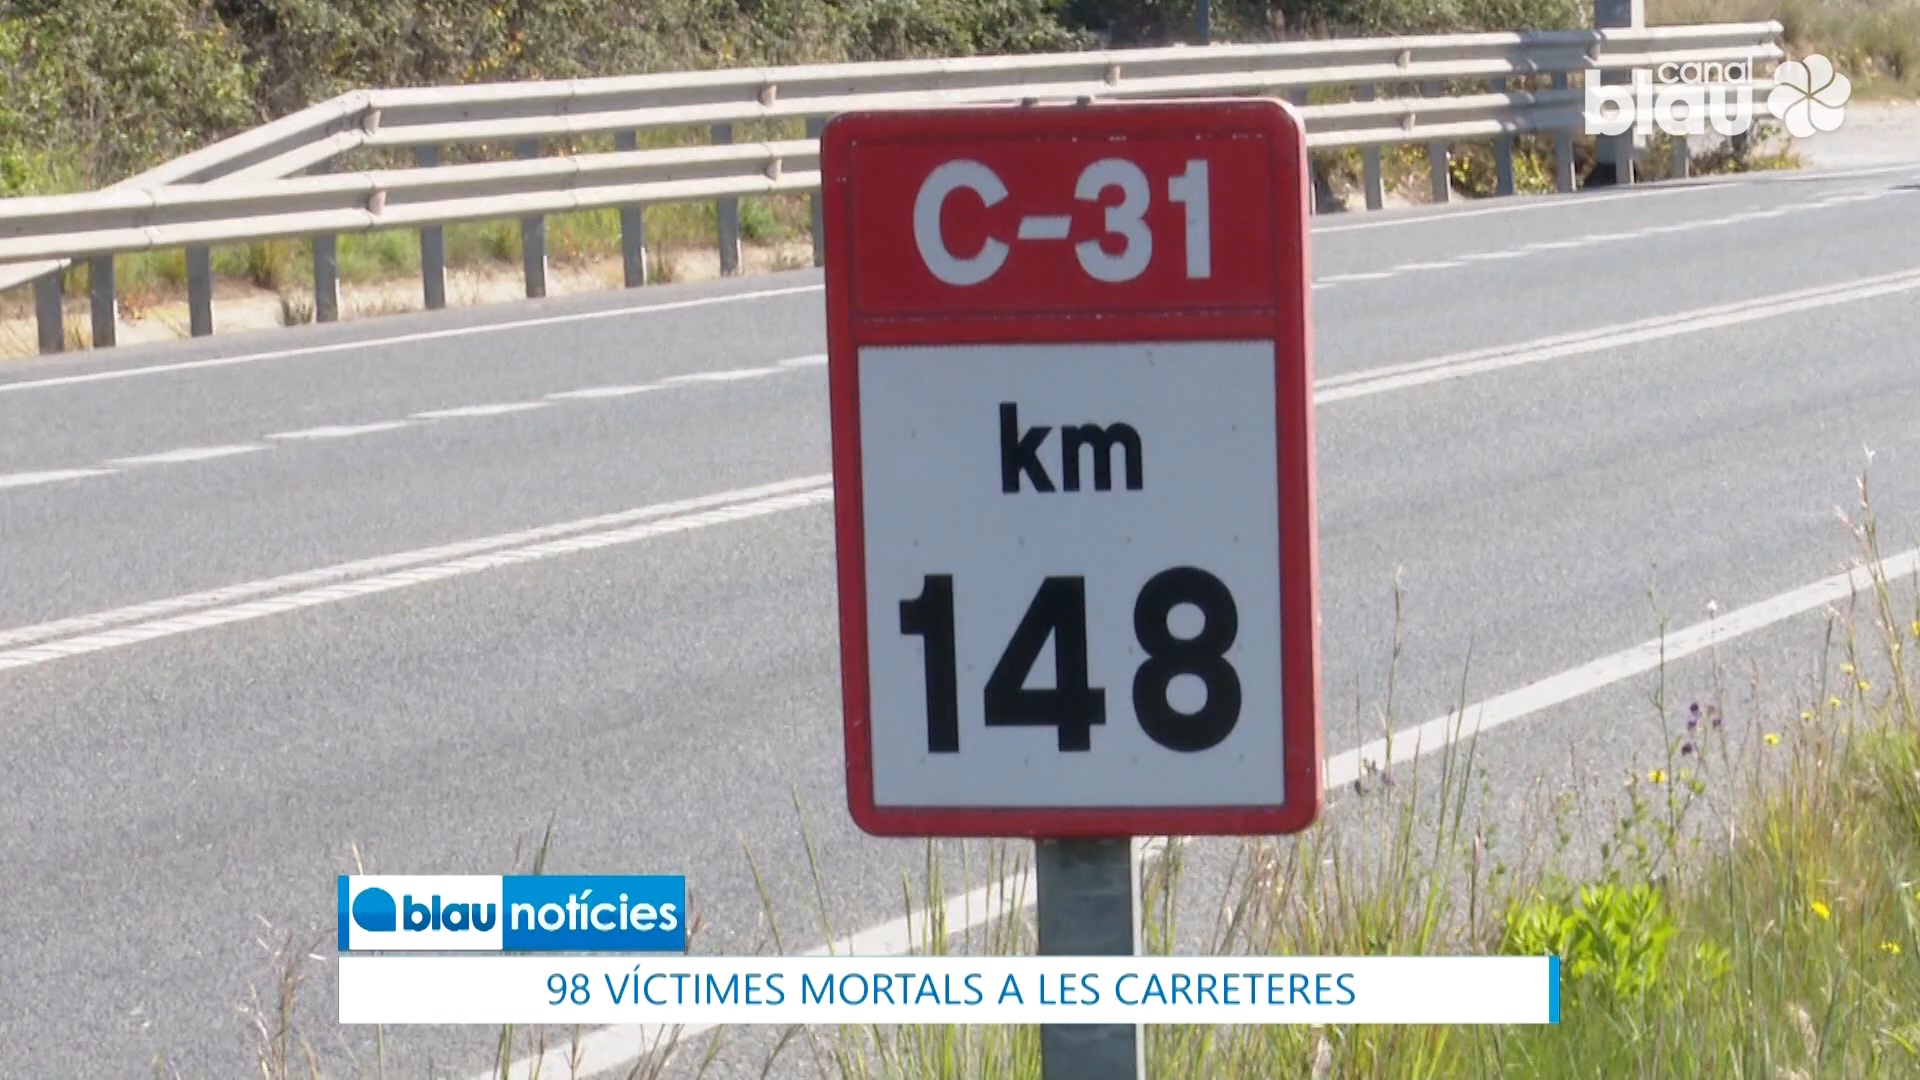 canal
blau
C-31
km
148
blau notícies
98 VÍCTIMES MORTALS A LES CARRETERES